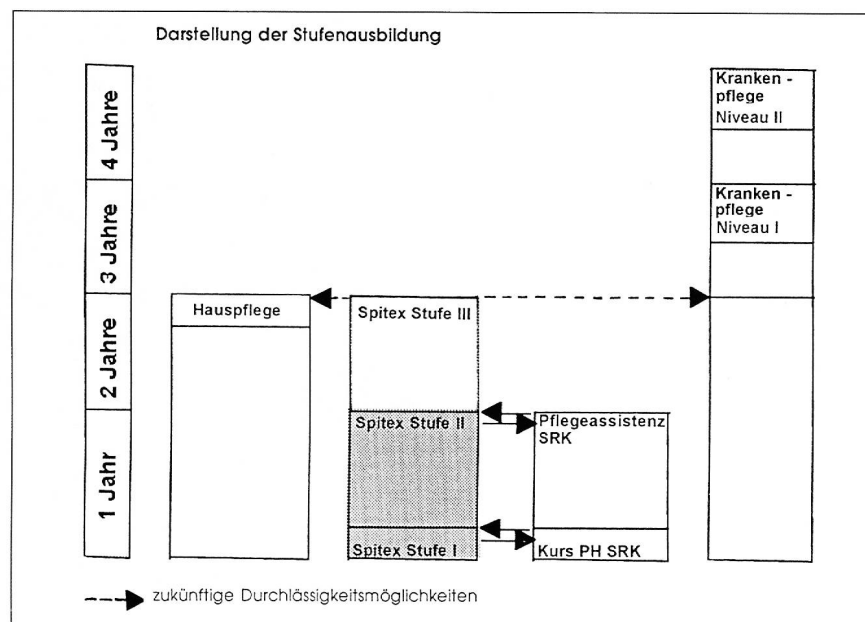 Darstellung der Stufenausbildung
4 Jahre
3 Jahre
2 Jahre
1 Jahr
Kranken -
pflege
Niveau II
Kranken -
pflege
Niveau I
Hauspflege
Spitex Stufe III
Spitex Stufe II
Pflegeassistenz
SRK
Spitex Stufe I
Kurs PH SRK
zukünftige Durchlässigkeitsmöglichkeiten